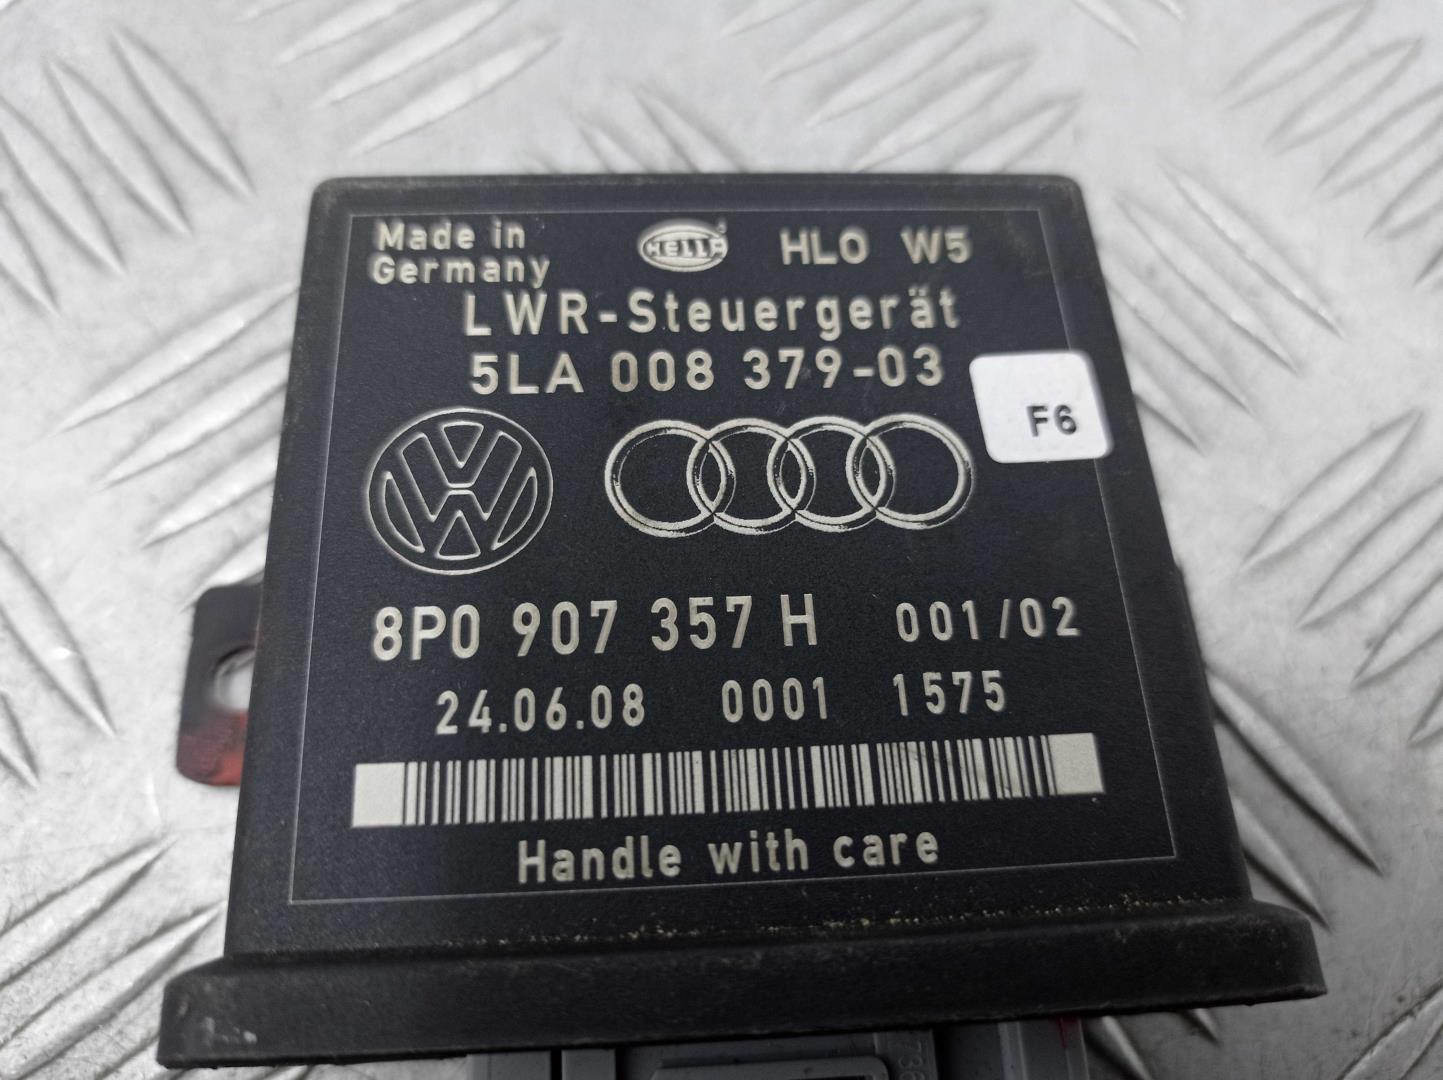 Made in
Germany
HELLA
HLO W5
LWR-Steuergerät
5LA 008 379-03
F6
8P0 907 357 H 001/02
24.06.08 0001 1575
Handle with care